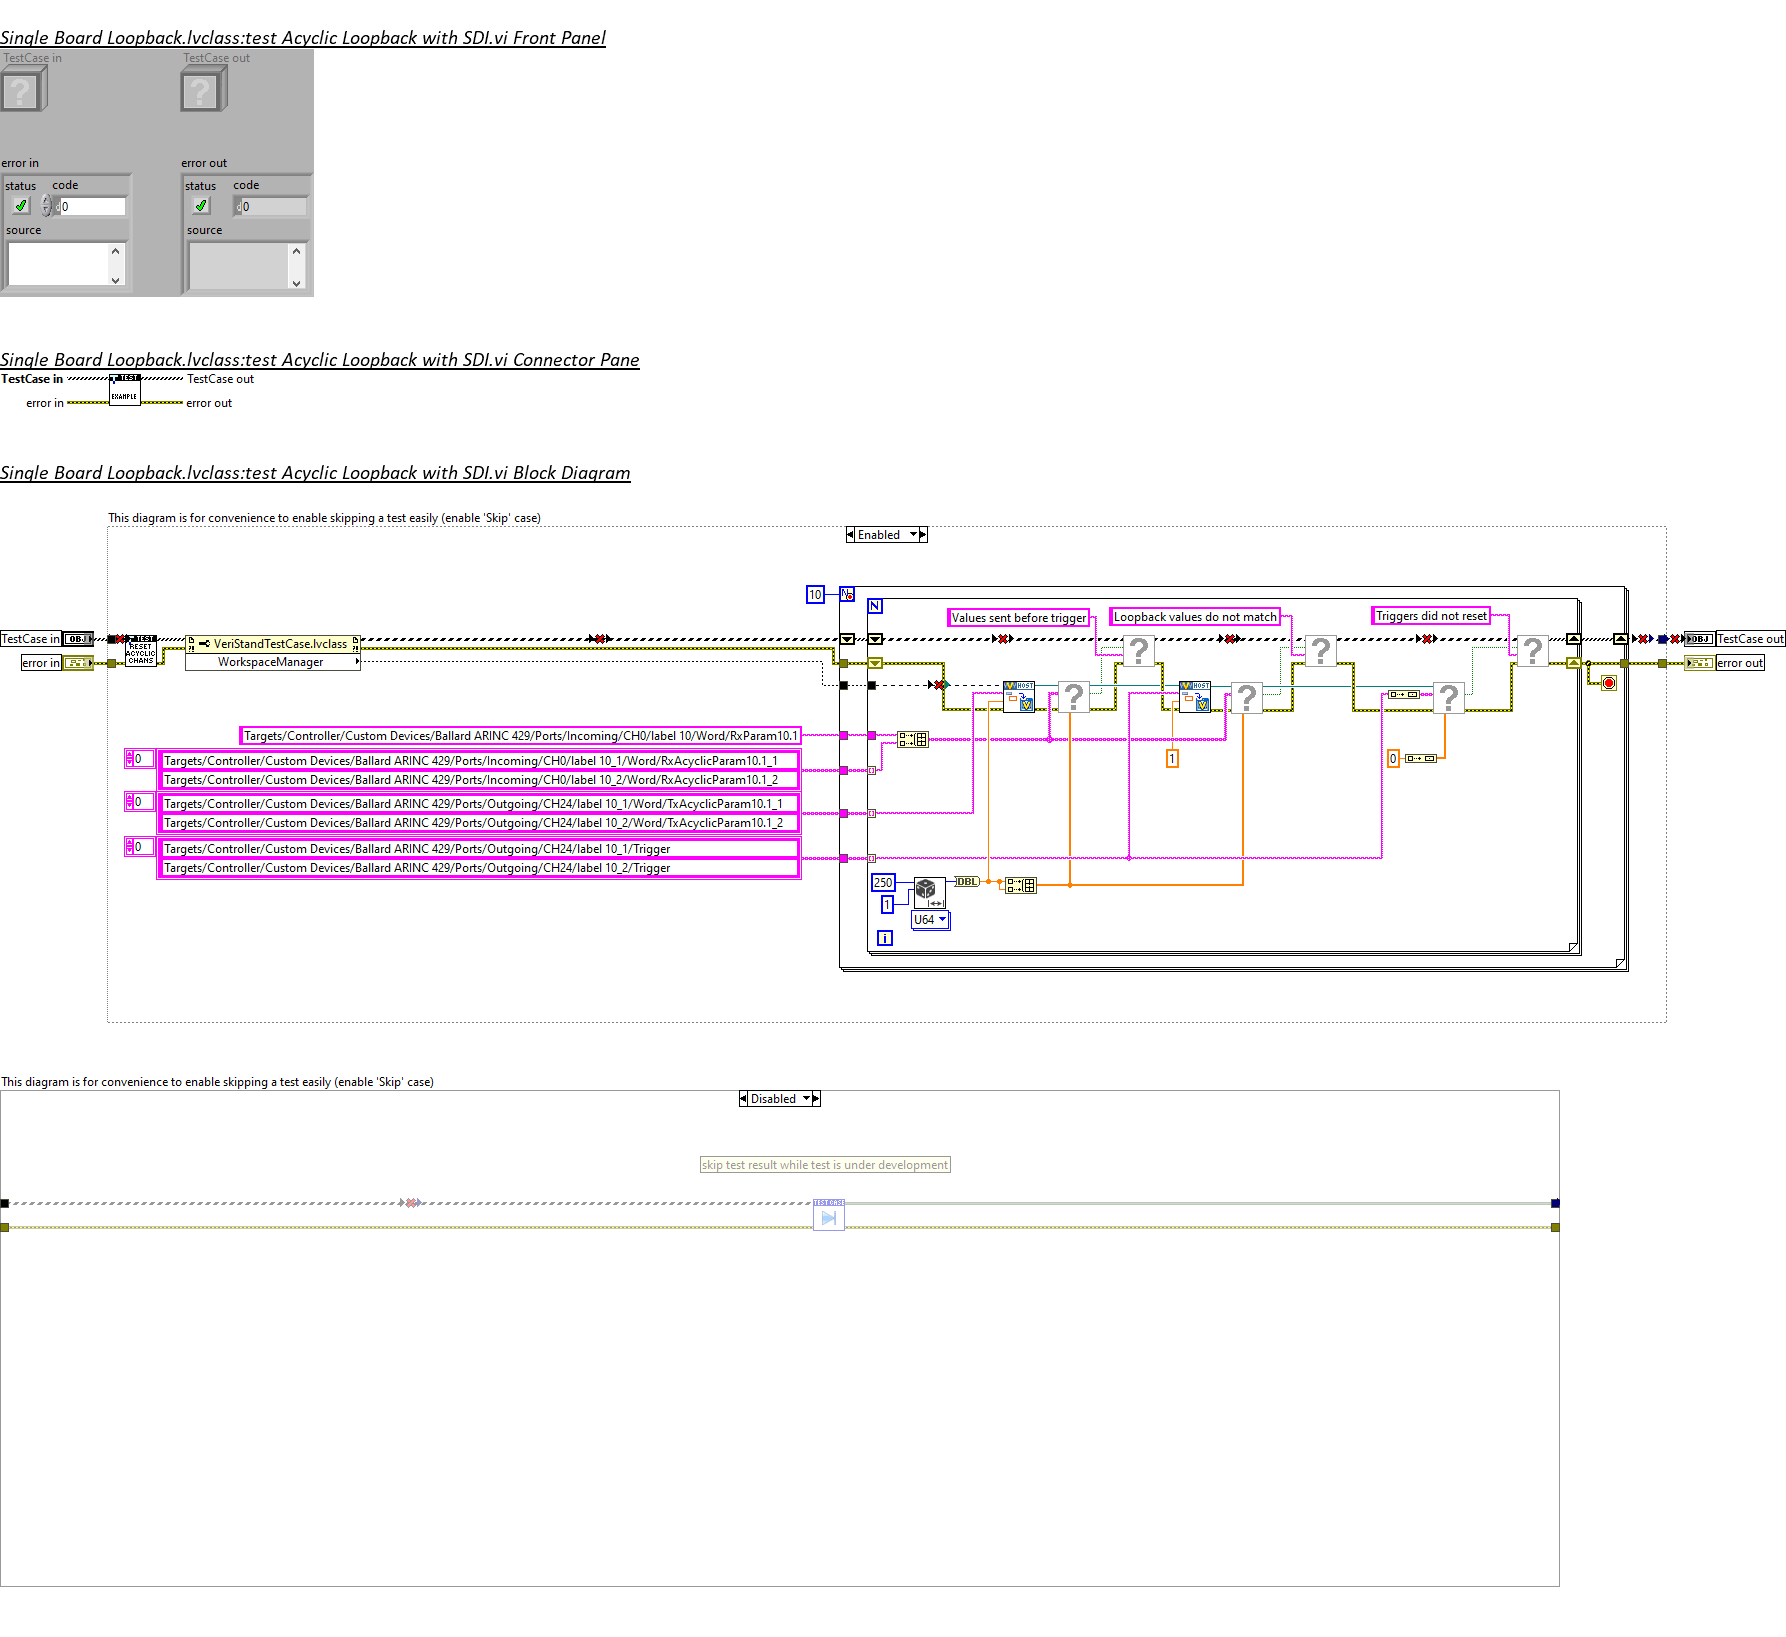 Single Board Loopback.lvclass:test Acyclic Loopback with SDI.vi Front Panel
TestCase in
TestCase out
?
?
error in
error out
status
code
status
code
0
0
source
source
Single Board Loopback.lvclass:test Acyclic Loopback with SDI.vi Connector Pane
TestCase in
TEST
TestCase out
error in
EXAMPLE
error out
Single Board Loopback.lvclass:test Acyclic Loopback with SDI.vi Block Diagram
This diagram is for convenience to enable skipping a test easily (enable 'Skip' case)
Enabled
10
N
N
Values sent before trigger
Loopback values do not match
Triggers did not reset
TestCase in
OBJ
TEST
RESET
ACYCLIC
CHANS
VeriStandTestCase.lvclass
WorkspaceManager
?
?
?
OBJ
TestCase out
error in
error out
HOST
?
HOST
?
?
Targets/Controller/Custom Devices/Ballard ARINC 429/Ports/Incoming/CH0/label 10/Word/RxParam10.1
0
Targets/Controller/Custom Devices/Ballard ARINC 429/Ports/Incoming/CH0/label 10_1/Word/RxAcyclicParam10.1_1
Targets/Controller/Custom Devices/Ballard ARINC 429/Ports/Incoming/CH0/label 10_2/Word/RxAcyclicParam10.1_2
1
0
0
Targets/Controller/Custom Devices/Ballard ARINC 429/Ports/Outgoing/CH24/label 10_1/Word/TxAcyclicParam10.1_1
Targets/Controller/Custom Devices/Ballard ARINC 429/Ports/Outgoing/CH24/label 10_2/Word/TxAcyclicParam10.1_2
0
Targets/Controller/Custom Devices/Ballard ARINC 429/Ports/Outgoing/CH24/label 10_1/Trigger
Targets/Controller/Custom Devices/Ballard ARINC 429/Ports/Outgoing/CH24/label 10_2/Trigger
250
DBL
1
U64
i
This diagram is for convenience to enable skipping a test easily (enable 'Skip' case)
Disabled
skip test result while test is under development
TEST CASE